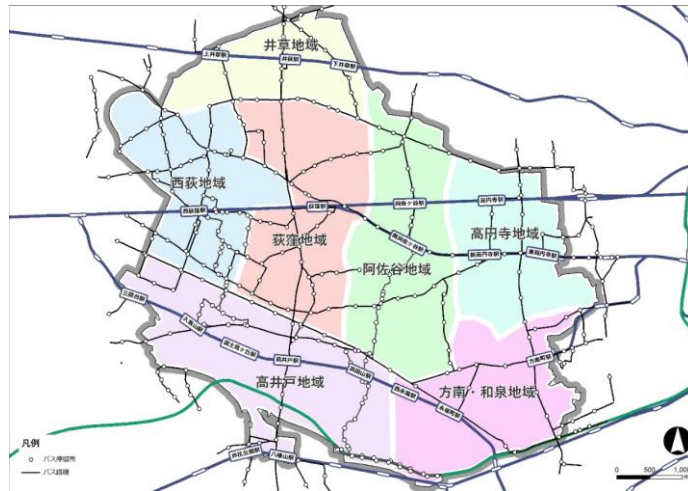 井草地域
上井草駅
井荻駅
下井草駅
西荻地域
西荻窪駅
荻窪駅
阿佐ヶ谷駅
高円寺駅
荻窪地域
高円寺地域
南阿佐ヶ谷駅
新高円寺駅
東高円寺駅
阿佐谷地域
三鷹台駅
久我山駅
富士見ヶ丘駅
高井戸駅
浜田山駅
西永福駅
永福町駅
方南町駅
高井戸地域
方南・和泉地域
芦花公園駅
八幡山駅
凡例
バス停留所
バス路線
0
500
1,000